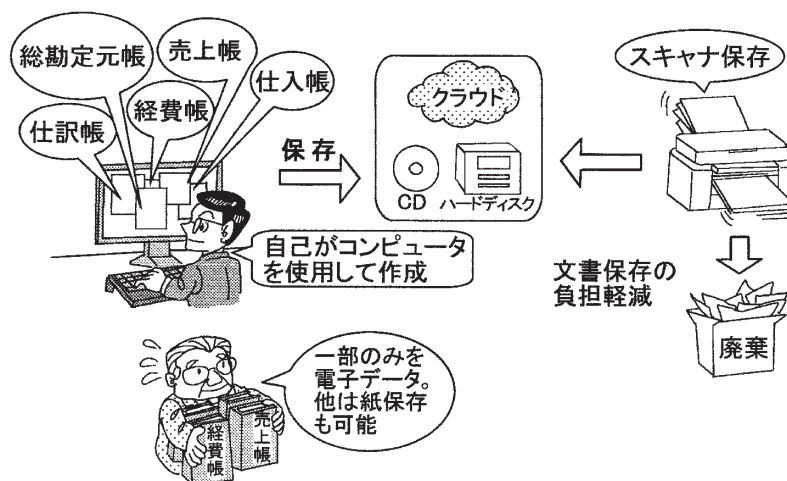 総勘定元帳
売上帳
仕入帳
経費帳
仕訳帳
保存
クラウド
CD
ハードディスク
スキャナ保存
自己がコンピュータ
を使用して作成
文書保存の
負担軽減
廃棄
一部のみを
電子データ。
他は紙保存
も可能
経費帳
売上帳